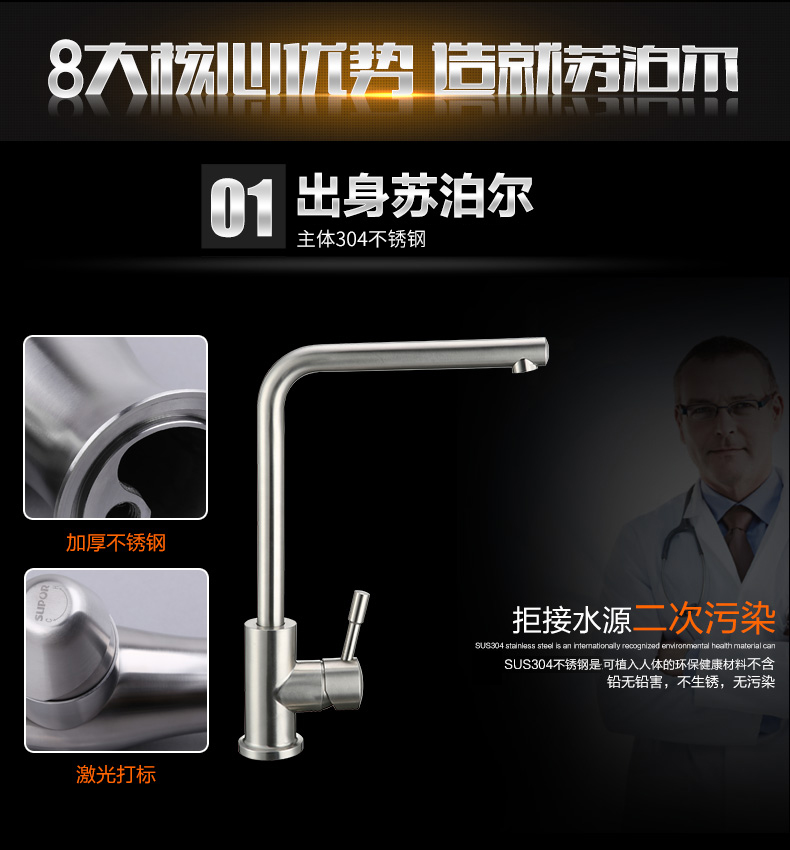 8大核心优势 造就苏泊尔
01
出身苏泊尔
主体304不锈钢
加厚不锈钢
SUPOR
激光打标
拒接水源二次污染
SUS304 stainless steel is an internationally recognized environmental health material can
SUS304不锈钢是 可植入人体的环保健康材料不含
铅无铅害，不生锈，无污染